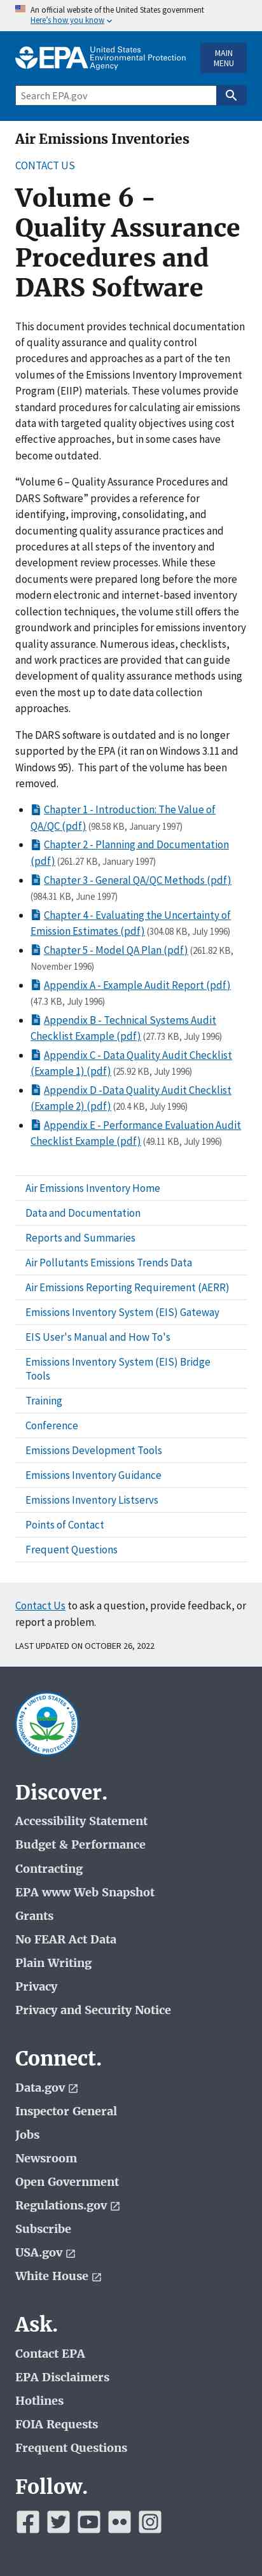 An official website of the United States government
Here's how you know
EPA United States
Environmental Protection
Agency
MAIN
MENU
Search EPA.gov
Air Emissions Inventories
CONTACT US
Volume 6 -
Quality Assurance
Procedures and
DARS Software
This document provides technical documentation
of quality assurance and quality control
procedures and approaches as a part of the ten
volumes of the Emissions Inventory Improvement
Program (EIIP) materials. These volumes provide
standard procedures for calculating air emissions
data with targeted quality objectives using cost
effective approaches, but in some cases may be
become outdated.
“Volume 6 – Quality Assurance Procedures and
DARS Software” provides a reference for
identifying, improving, consolidating, and
documenting quality assurance practices and
procedures at all steps of the inventory and
development review processes. While these
procedures were prepared long before the more
modern electronic and internet-based inventory
collection techniques, the volume still offers the
groundwork and principles for emissions inventory
quality assurance. Numerous ideas, checklists,
and work practices are provided that can guide
development of quality assurance methods using
even the most up to date data collection
approaches.
The DARS software is outdated and is no longer
supported by the EPA (it ran on Windows 3.11 and
Windows 95). That part of the volume has been
removed.
Chapter 1 - Introduction: The Value of
QA/QC (pdf) (98.58 KB, January 1997)
Chapter 2 - Planning and Documentation
(pdf) (261.27 KB, January 1997)
Chapter 3 - General QA/QC Methods (pdf)
(984.31 KB, June 1997)
Chapter 4 - Evaluating the Uncertainty of
Emission Estimates (pdf) (304.08 KB, July 1996)
Chapter 5 - Model QA Plan (pdf) (261.82 KB,
November 1996)
Appendix A - Example Audit Report (pdf)
(47.3 KB, July 1996)
Appendix B - Technical Systems Audit
Checklist Example (pdf) (27.73 KB, July 1996)
Appendix C - Data Quality Audit Checklist
(Example 1) (pdf) (25.92 KB, July 1996)
Appendix D -Data Quality Audit Checklist
(Example 2) (pdf) (20.4 KB, July 1996)
Appendix E - Performance Evaluation Audit
Checklist Example (pdf) (49.11 KB, July 1996)
Air Emissions Inventory Home
Data and Documentation
Reports and Summaries
Air Pollutants Emissions Trends Data
Air Emissions Reporting Requirement (AERR)
Emissions Inventory System (EIS) Gateway
EIS User's Manual and How To's
Emissions Inventory System (EIS) Bridge
Tools
Training
Conference
Emissions Development Tools
Emissions Inventory Guidance
Emissions Inventory Listservs
Points of Contact
Frequent Questions
Contact Us to ask a question, provide feedback, or
report a problem.
LAST UPDATED ON OCTOBER 26, 2022
UNITED STATES
ENVIRONMENTAL PROTECTION AGENCY
Discover.
Accessibility Statement
Budget & Performance
Contracting
EPA www Web Snapshot
Grants
No FEAR Act Data
Plain Writing
Privacy
Privacy and Security Notice
Connect.
Data.gov
Inspector General
Jobs
Newsroom
Open Government
Regulations.gov
Subscribe
USA.gov
White House
Ask.
Contact EPA
EPA Disclaimers
Hotlines
FOIA Requests
Frequent Questions
Follow.